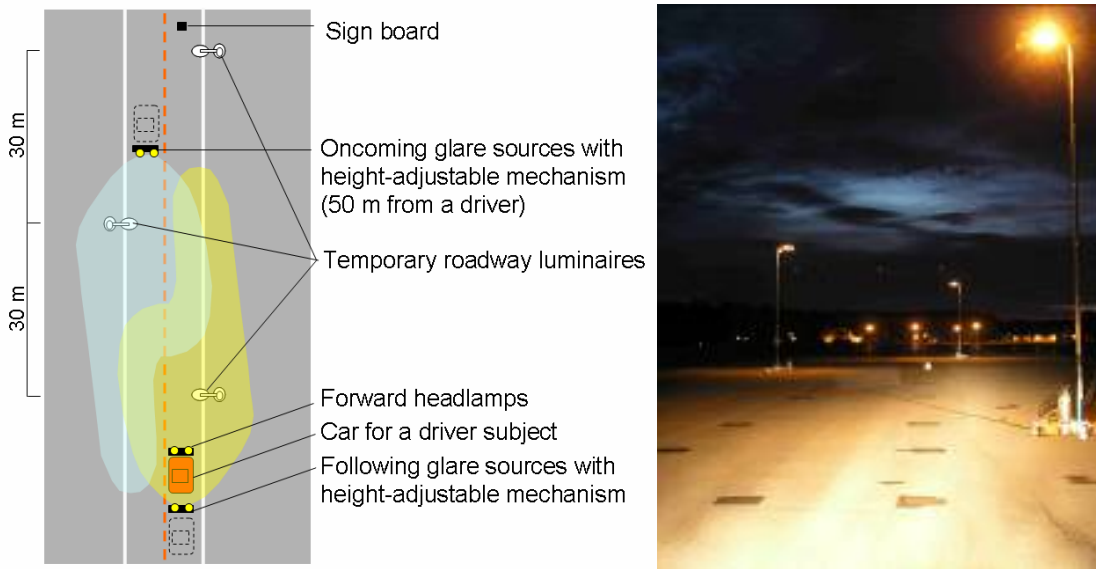 Sign board
30 m
Oncoming glare sources with
height-adjustable mechanism
(50 m from a driver)
Temporary roadway luminaires
30 m
Forward headlamps
Car for a driver subject
Following glare sources with
height-adjustable mechanism